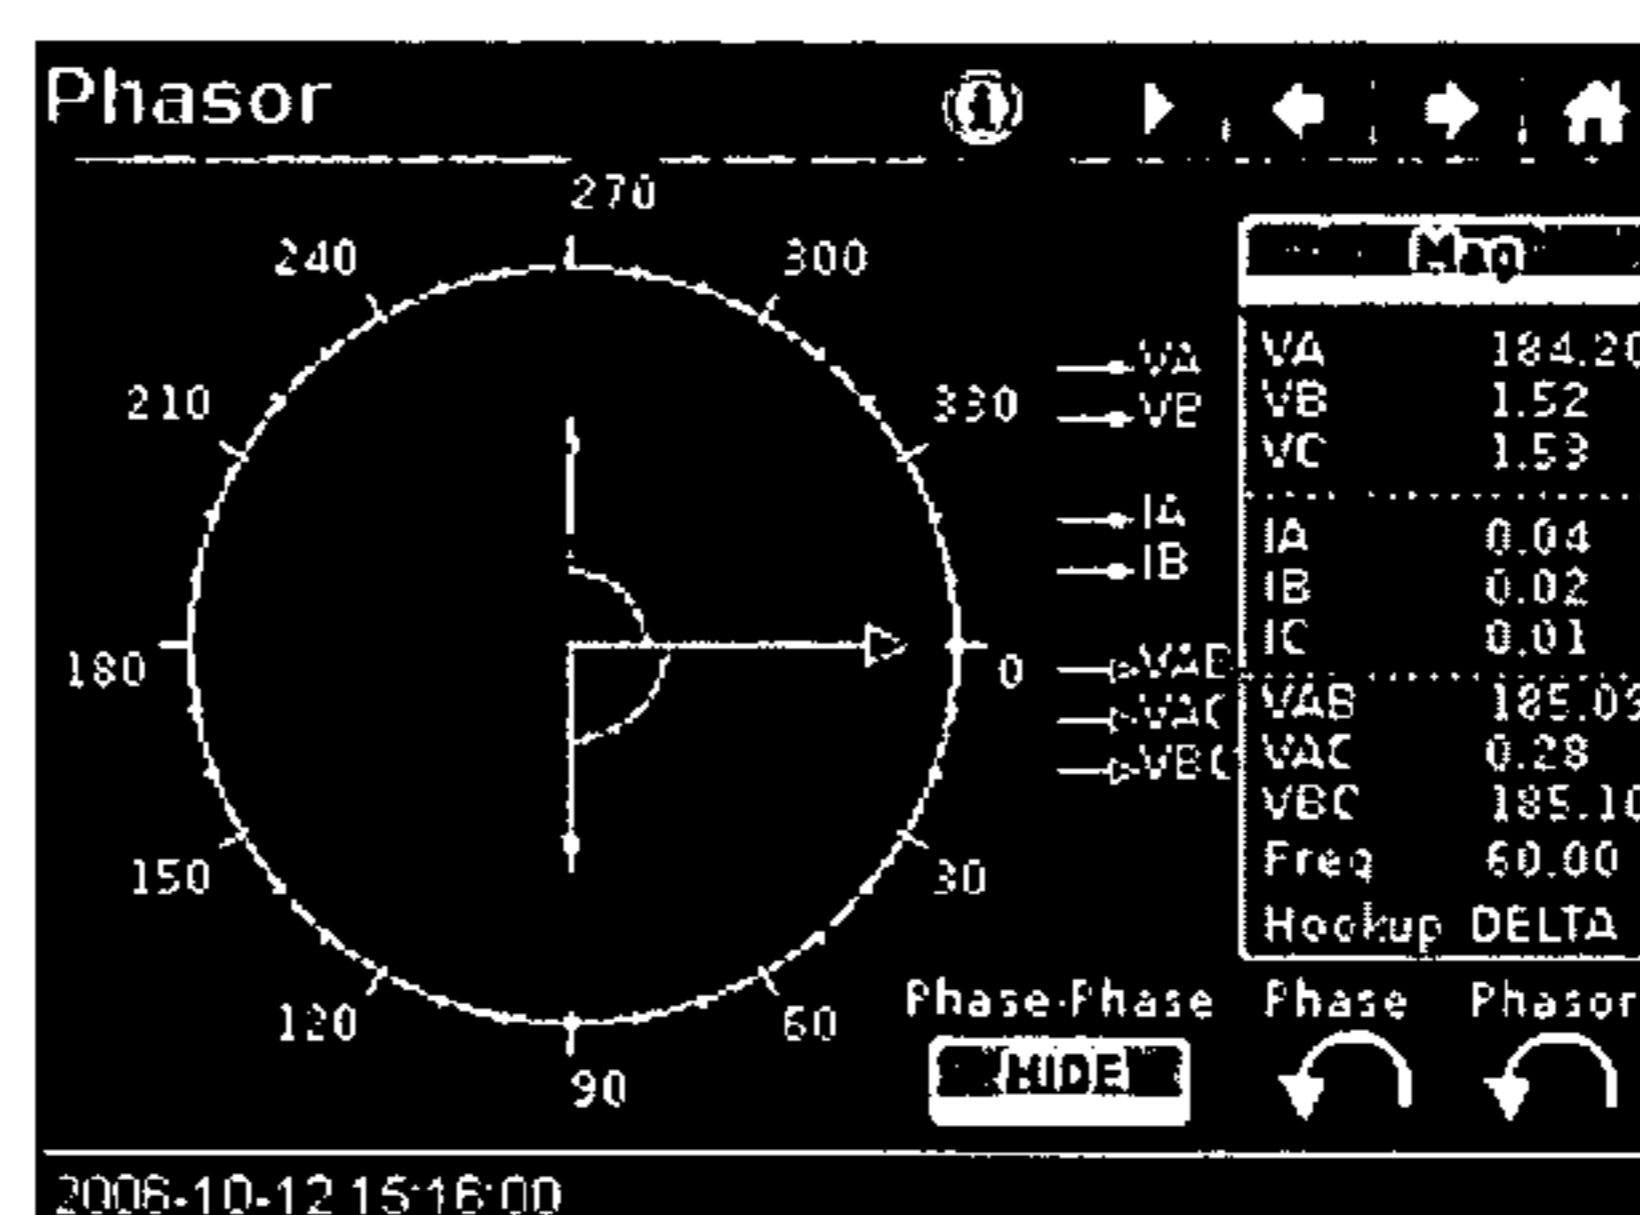 Phasor
270
240
300
210
330
180
0
150
30
120
60
90
VA
VB
IA
IB
VAB
VAC
VBC
Mag
VA 184.20
VB 1.52
VC 1.53
IA 0.04
IB 0.02
IC 0.01
VAB 185.03
VAC 0.28
VBC 185.10
Freq 60.00
Hookup DELTA
Phase-Phase Phase Phasor
HIDE
2006-10-12 15:16:00